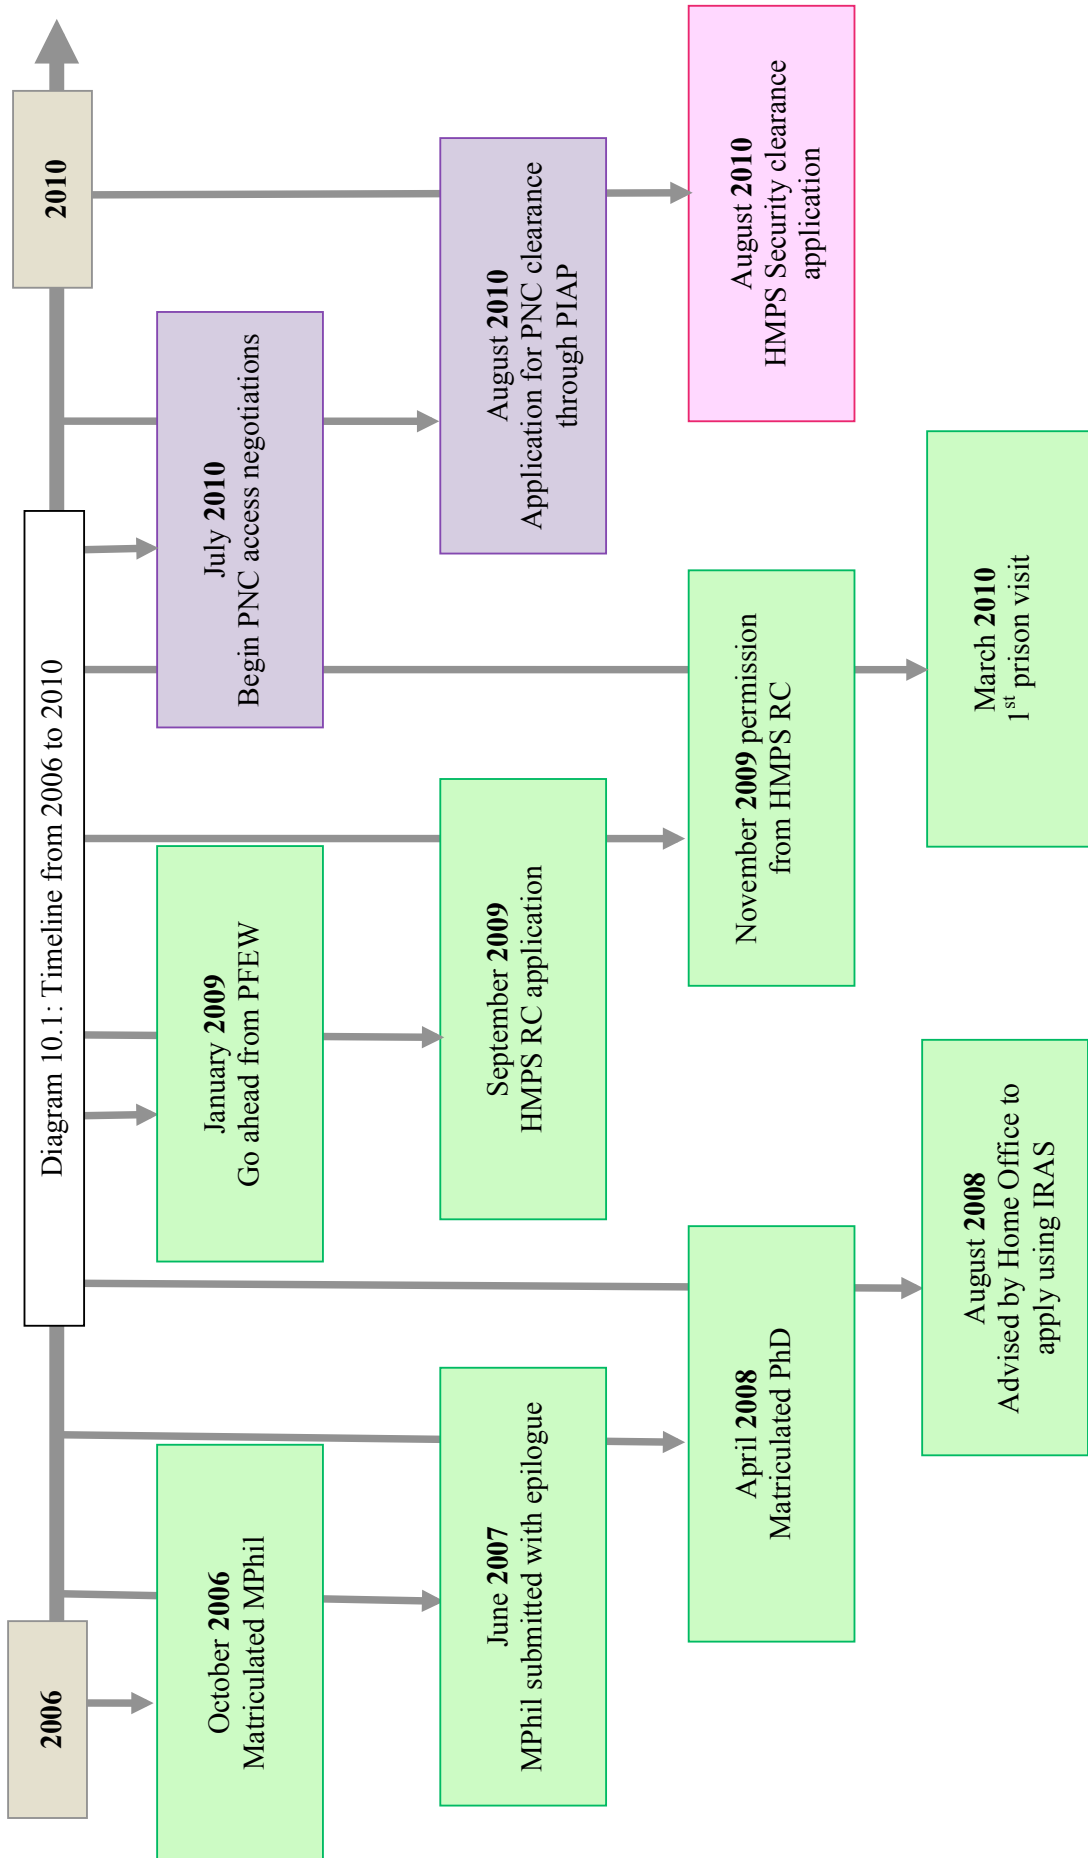 2006
Diagram 10.1: Timeline from 2006 to 2010
2010
October 2006
Matriculated MPhil
June 2007
MPhil submitted with epilogue
April 2008
Matriculated PhD
August 2008
Advised by Home Office to
apply using IRAS
January 2009
Go ahead from PFEW
September 2009
HMPS RC application
November 2009 permission
from HMPS RC
March 2010
1st prison visit
July 2010
Begin PNC access negotiations
August 2010
Application for PNC clearance
through PIAP
August 2010
HMPS Security clearance
application